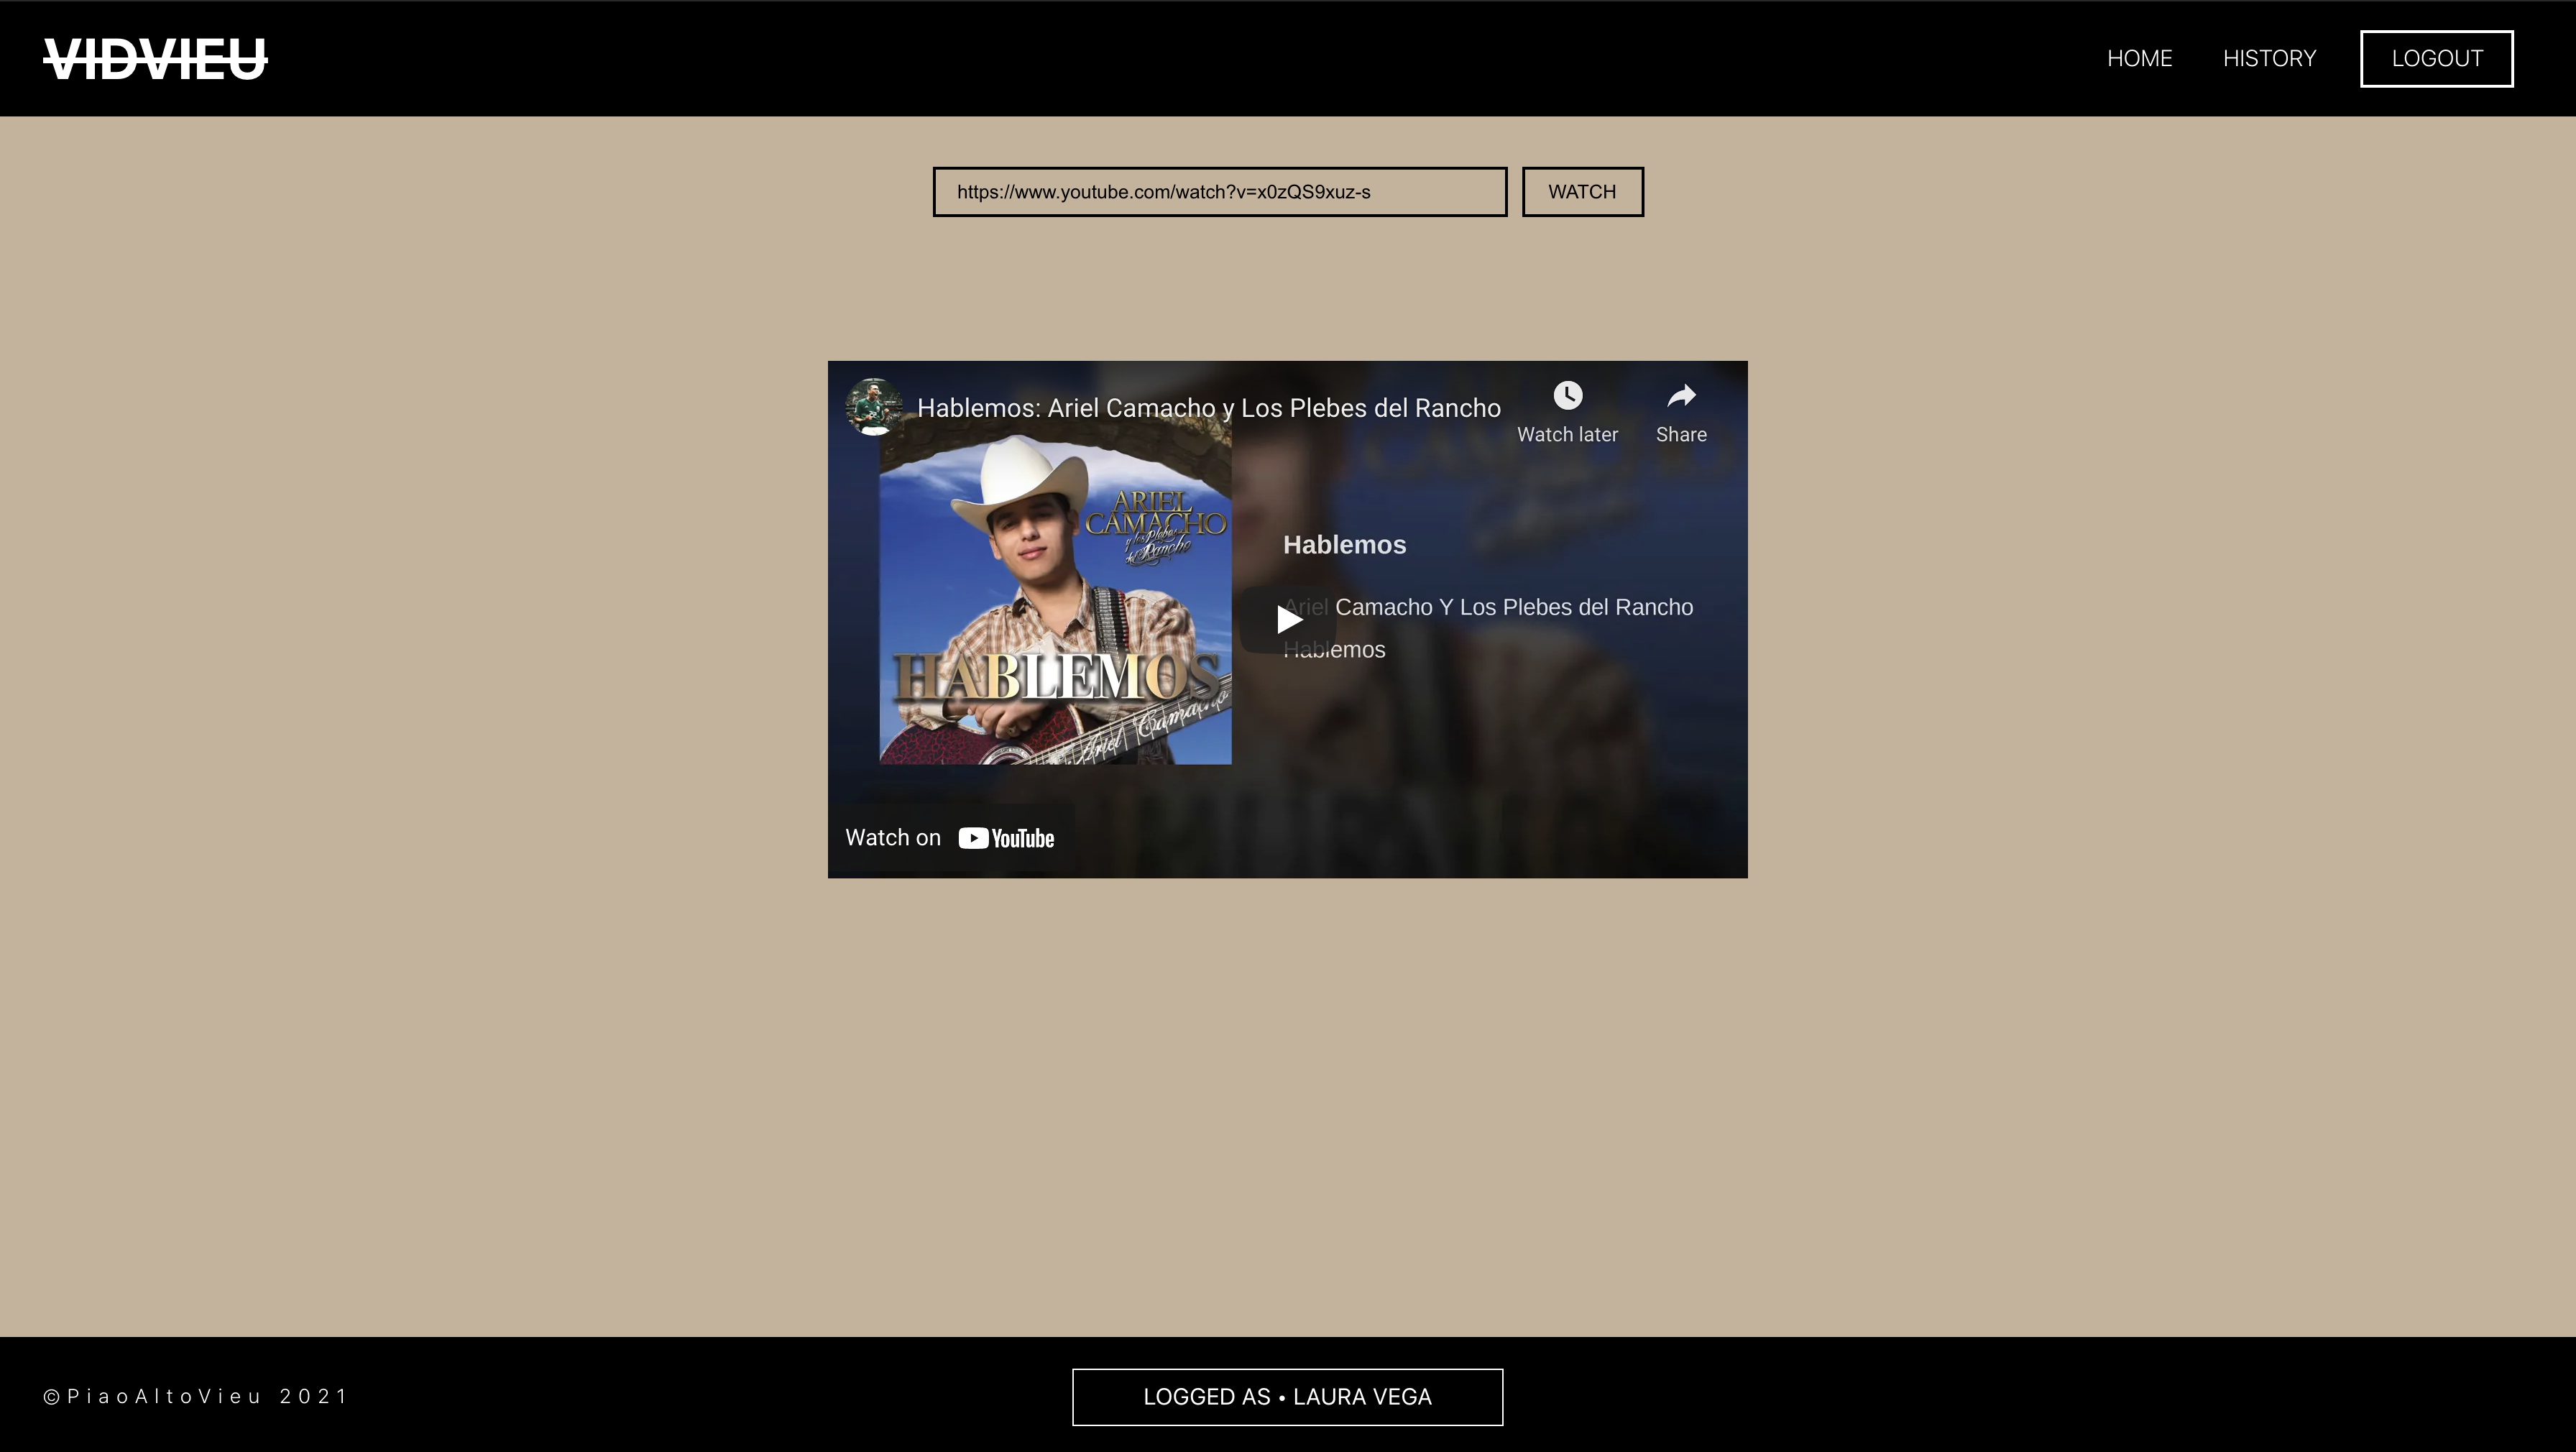 VIDVIEU
HOME
HISTORY
LOGOUT
https://www.youtube.com/watch?v=x0zQS9xuz-s
WATCH
Hablemos: Ariel Camacho y Los Plebes del Rancho
Watch later
Share
ARIEL
CAMACHO
y los Plebes
del Rancho
HABLEMOS
Ariel Camacho
Hablemos
Ariel Camacho Y Los Plebes del Rancho
Hablemos
Watch on YouTube
©PiaoAltoVieu 2021
LOGGED AS • LAURA VEGA